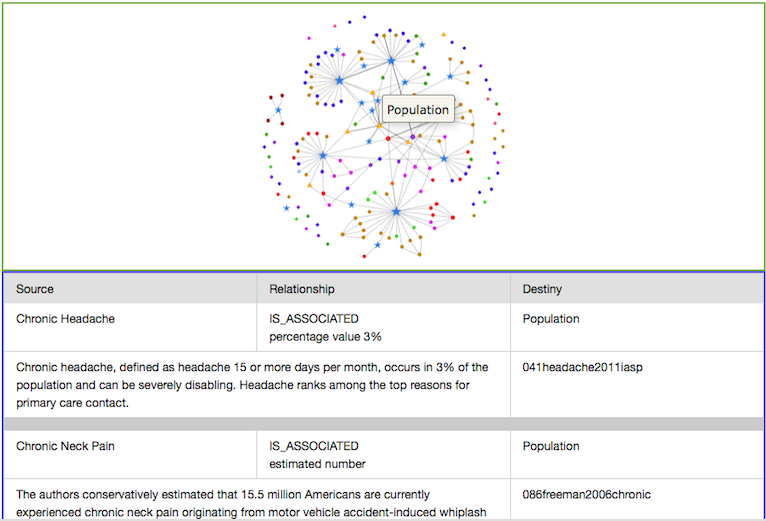 Population
Source Relationship Destiny
Chronic Headache IS_ASSOCIATED Population
percentage value 3%
Chronic headache, defined as headache 15 or more days per month, occurs in 3% of the 041headache2011iasp
population and can be severely disabling. Headache ranks among the top reasons for
primary care contact.
Chronic Neck Pain IS_ASSOCIATED Population
estimated number
The authors conservatively estimated that 15.5 million Americans are currently 086freeman2006chronic
experienced chronic neck pain originating from motor vehicle accident-induced whiplash